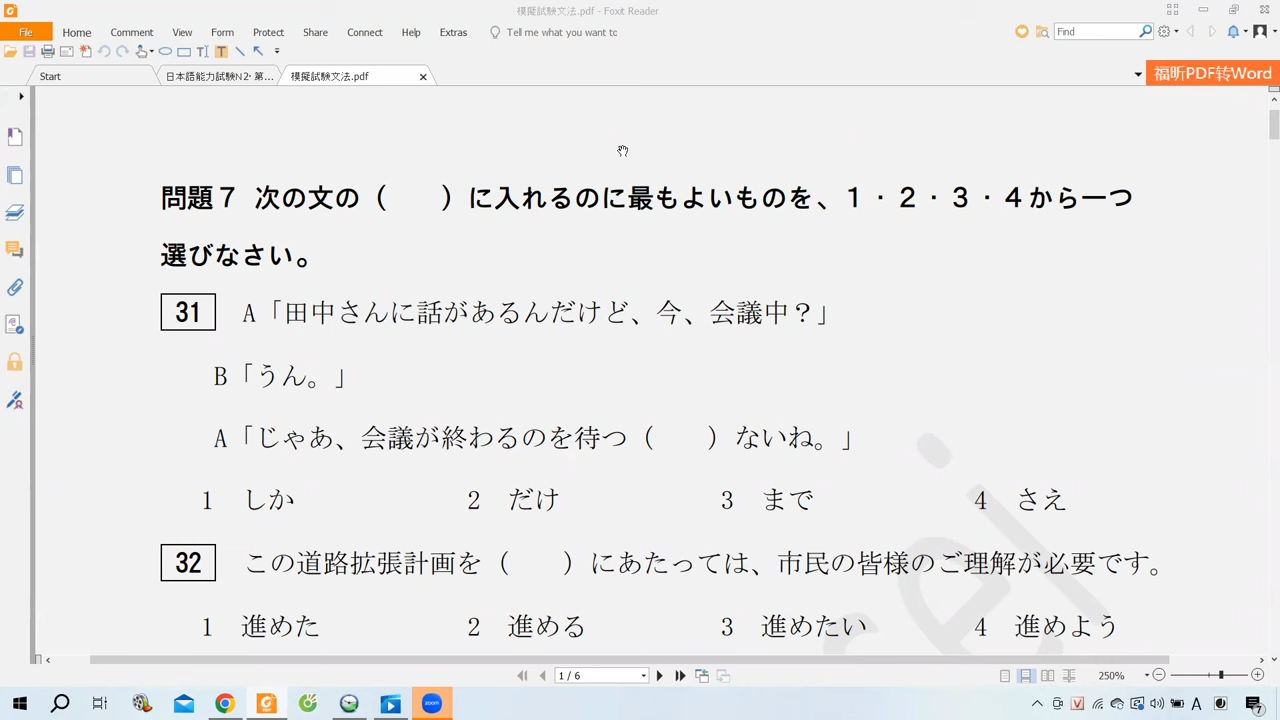 模擬試験文法.pdf - Foxit Reader
File Home Comment View Form Protect Share Connect Help Extras Tell me what you want tc Find
Start 日本語能力試験N2- 第... 模擬試験文法.pdf 福昕PDF转Word
問題７ 次の文の（　　）に入れるのに最もよいものを、１・２・３・４から一つ
選びなさい。
31 A「田中さんに話があるんだけど、今、会議中？」
B「うん。」
A「じゃあ、会議が終わるのを待つ（　　）ないね。」
1 しか 2 だけ 3 まで 4 さえ
32 この道路拡張計画を（　　）にあたっては、市民の皆様のご理解が必要です。
1 進めた 2 進める 3 進めたい 4 進めよう
1 / 6 250%
zoom A 7